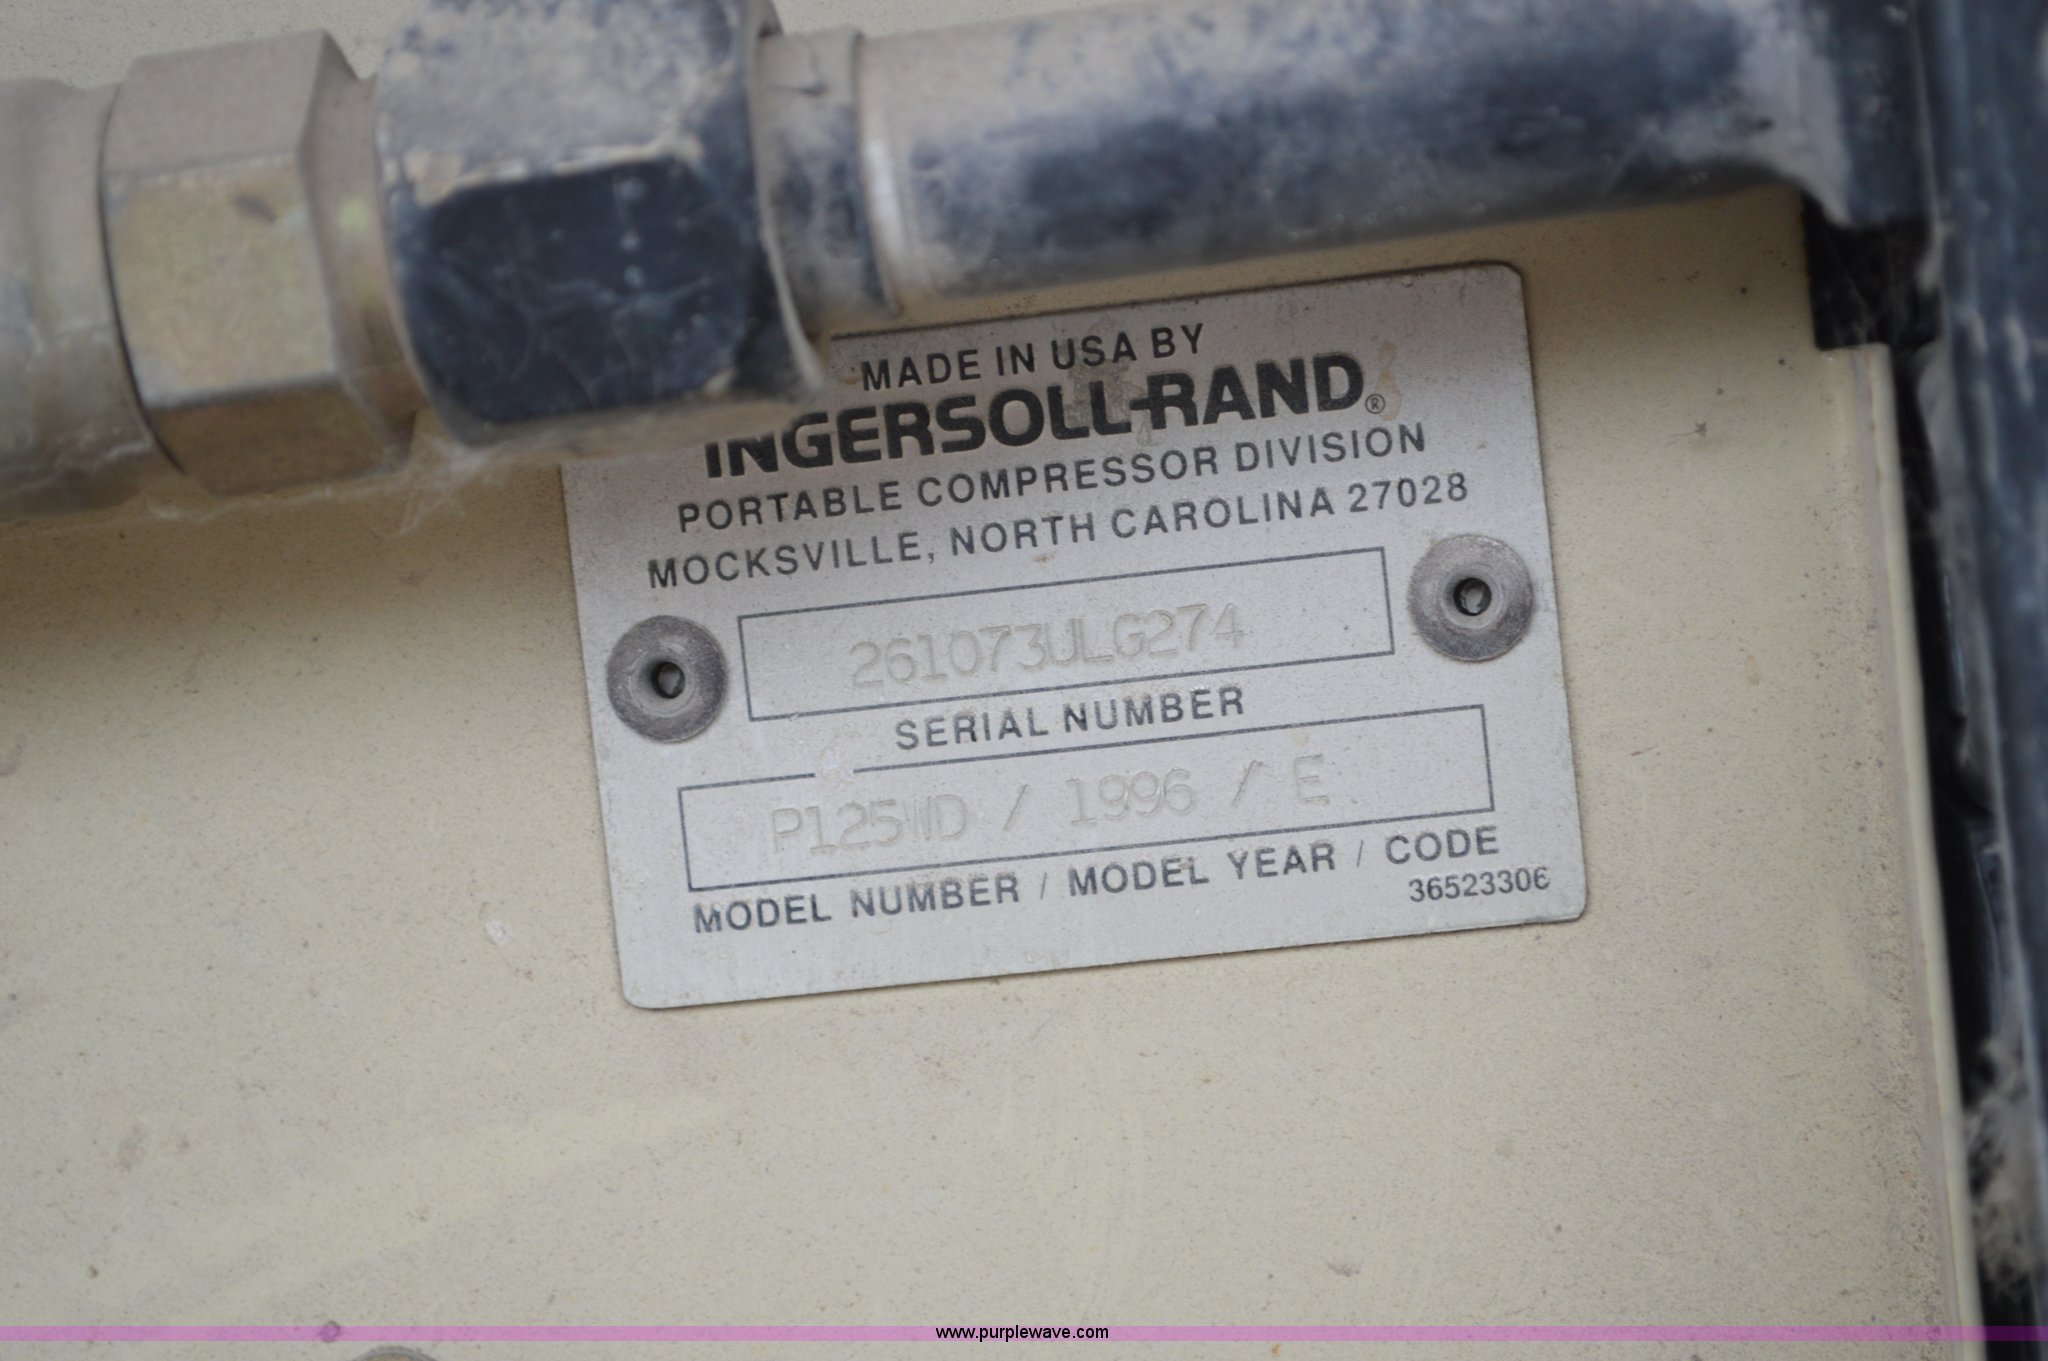 MADE IN USA BY
INGERSOLL-RAND®
PORTABLE COMPRESSOR DIVISION
MOCKSVILLE, NORTH CAROLINA 27028
261073ULG274
SERIAL NUMBER
P125WD / 1996 / E
MODEL NUMBER / MODEL YEAR / CODE
36523306
www.purplewave.com